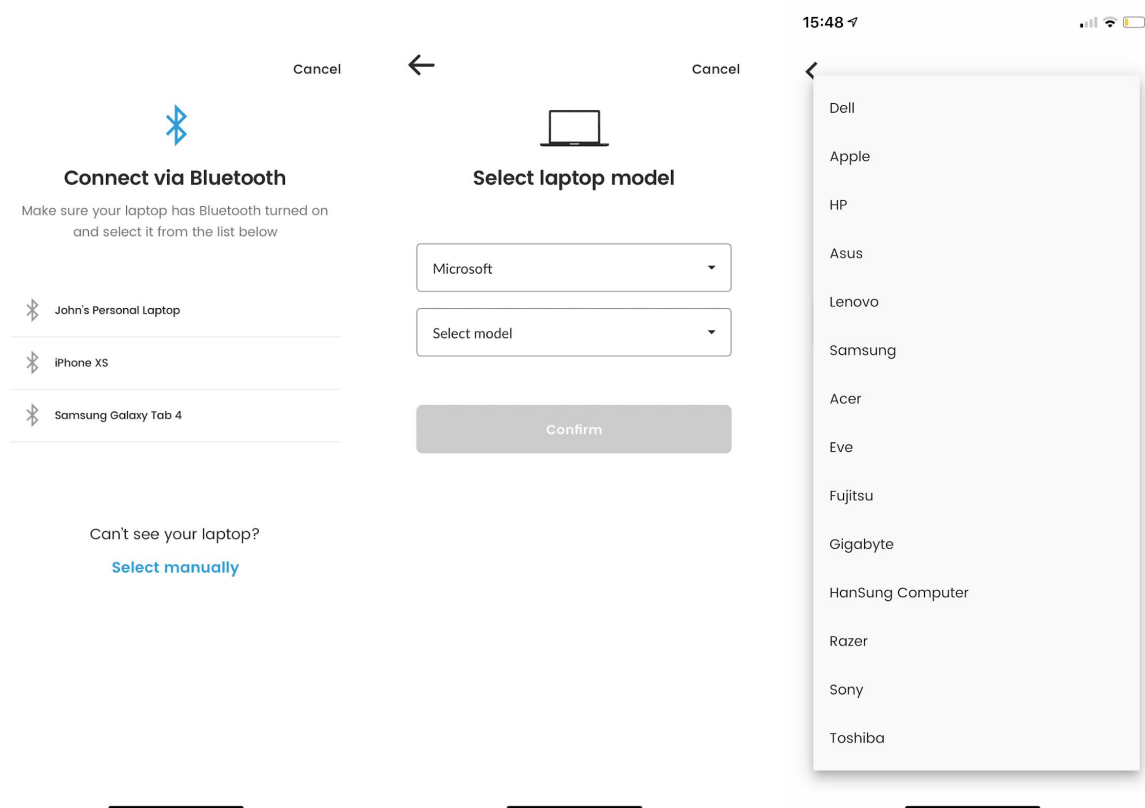 Cancel
Connect via Bluetooth
Make sure your laptop has Bluetooth turned on
and select it from the list below
John's Personal Laptop
iPhone XS
Samsung Galaxy Tab 4
Can't see your laptop?
Select manually
Cancel
Select laptop model
Microsoft
Select model
Confirm
15:48
Dell
Apple
HP
Asus
Lenovo
Samsung
Acer
Eve
Fujitsu
Gigabyte
HanSung Computer
Razer
Sony
Toshiba